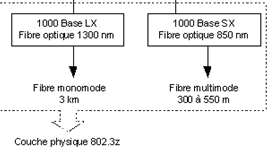 1000 Base LX
Fibre optique 1300 nm
1000 Base SX
Fibre optique 850 nm
Fibre monomode
3 km
Fibre multimode
300 à 550 m
Couche physique 802.3z